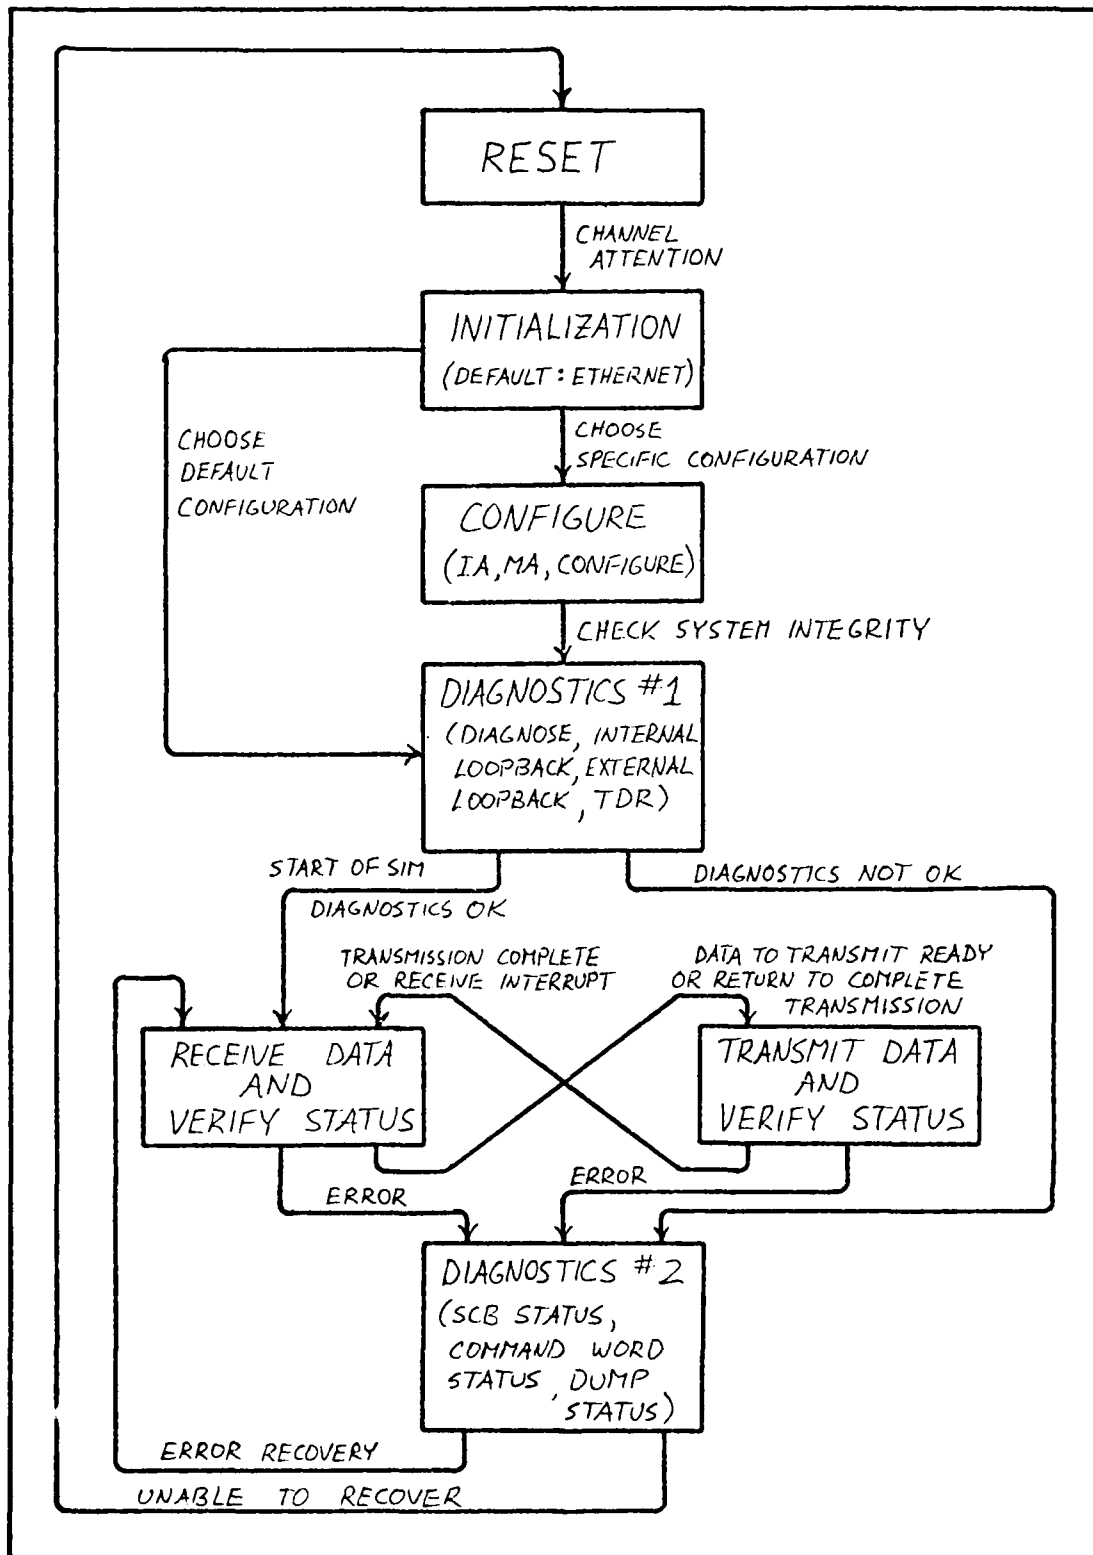 RESET
CHANNEL
ATTENTION
INITIALIZATION
(DEFAULT: ETHERNET)
CHOOSE
DEFAULT
CONFIGURATION
CHOOSE
SPECIFIC CONFIGURATION
CONFIGURE
(IA, MA, CONFIGURE)
CHECK SYSTEM INTEGRITY
DIAGNOSTICS #1
(DIAGNOSE, INTERNAL
LOOPBACK, EXTERNAL
LOOPBACK, TDR)
START OF SIM
DIAGNOSTICS OK
DIAGNOSTICS NOT OK
TRANSMISSION COMPLETE
OR RECEIVE INTERRUPT
DATA TO TRANSMIT READY
OR RETURN TO COMPLETE
TRANSMISSION
RECEIVE DATA
AND
VERIFY STATUS
TRANSMIT DATA
AND
VERIFY STATUS
ERROR
ERROR
DIAGNOSTICS #2
(SCB STATUS,
COMMAND WORD
STATUS, DUMP
STATUS)
ERROR RECOVERY
UNABLE TO RECOVER